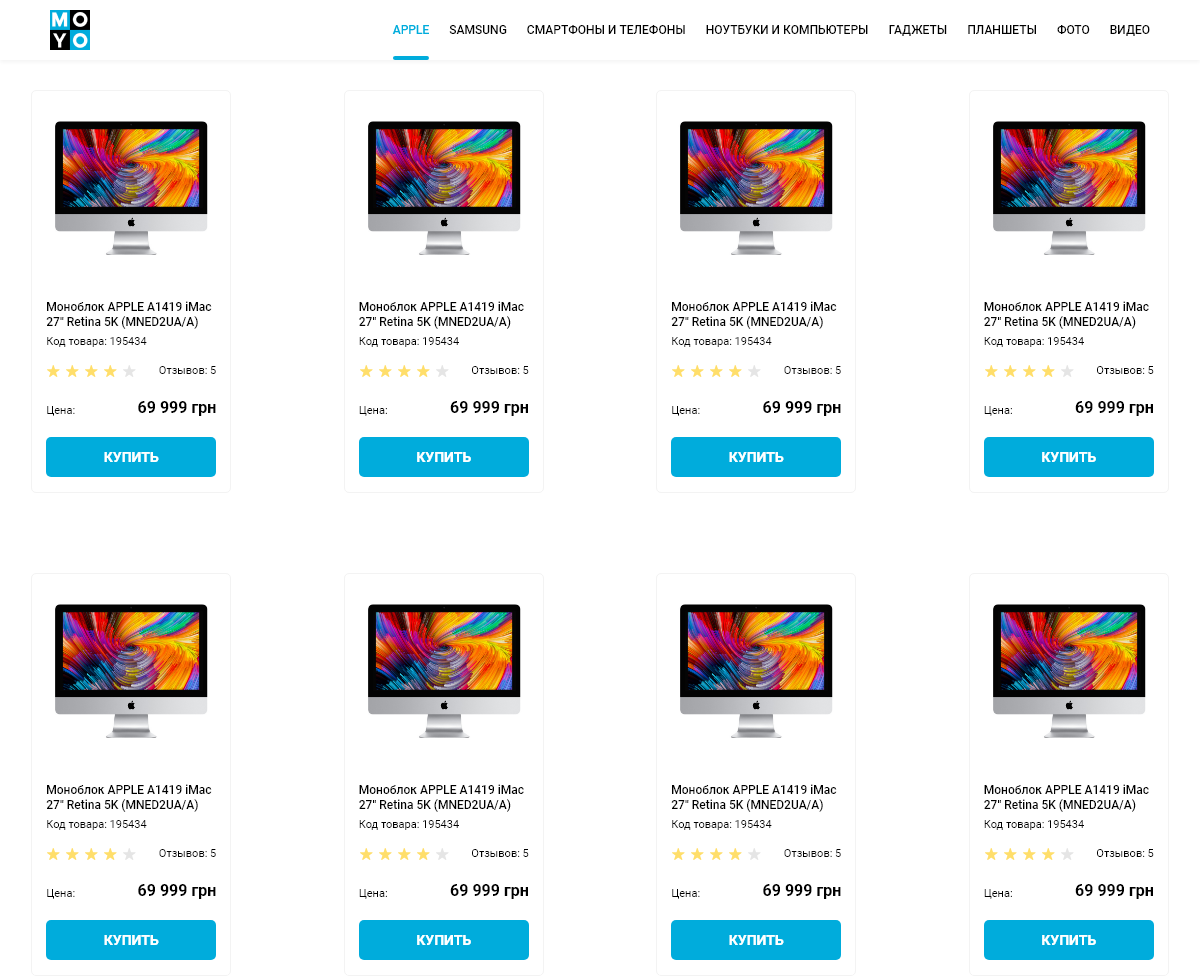 MO
YO
APPLE SAMSUNG СМАРТФОНЫ И ТЕЛЕФОНЫ НОУТБУКИ И КОМПЬЮТЕРЫ ГАДЖЕТЫ ПЛАНШЕТЫ ФОТО ВИДЕО
Моноблок APPLE A1419 iMac
27" Retina 5K (MNED2UA/A)
Код товара: 195434
Отзывов: 5
Цена: 69 999 грн
КУПИТЬ
Моноблок APPLE A1419 iMac
27" Retina 5K (MNED2UA/A)
Код товара: 195434
Отзывов: 5
Цена: 69 999 грн
КУПИТЬ
Моноблок APPLE A1419 iMac
27" Retina 5K (MNED2UA/A)
Код товара: 195434
Отзывов: 5
Цена: 69 999 грн
КУПИТЬ
Моноблок APPLE A1419 iMac
27" Retina 5K (MNED2UA/A)
Код товара: 195434
Отзывов: 5
Цена: 69 999 грн
КУПИТЬ
Моноблок APPLE A1419 iMac
27" Retina 5K (MNED2UA/A)
Код товара: 195434
Отзывов: 5
Цена: 69 999 грн
КУПИТЬ
Моноблок APPLE A1419 iMac
27" Retina 5K (MNED2UA/A)
Код товара: 195434
Отзывов: 5
Цена: 69 999 грн
КУПИТЬ
Моноблок APPLE A1419 iMac
27" Retina 5K (MNED2UA/A)
Код товара: 195434
Отзывов: 5
Цена: 69 999 грн
КУПИТЬ
Моноблок APPLE A1419 iMac
27" Retina 5K (MNED2UA/A)
Код товара: 195434
Отзывов: 5
Цена: 69 999 грн
КУПИТЬ